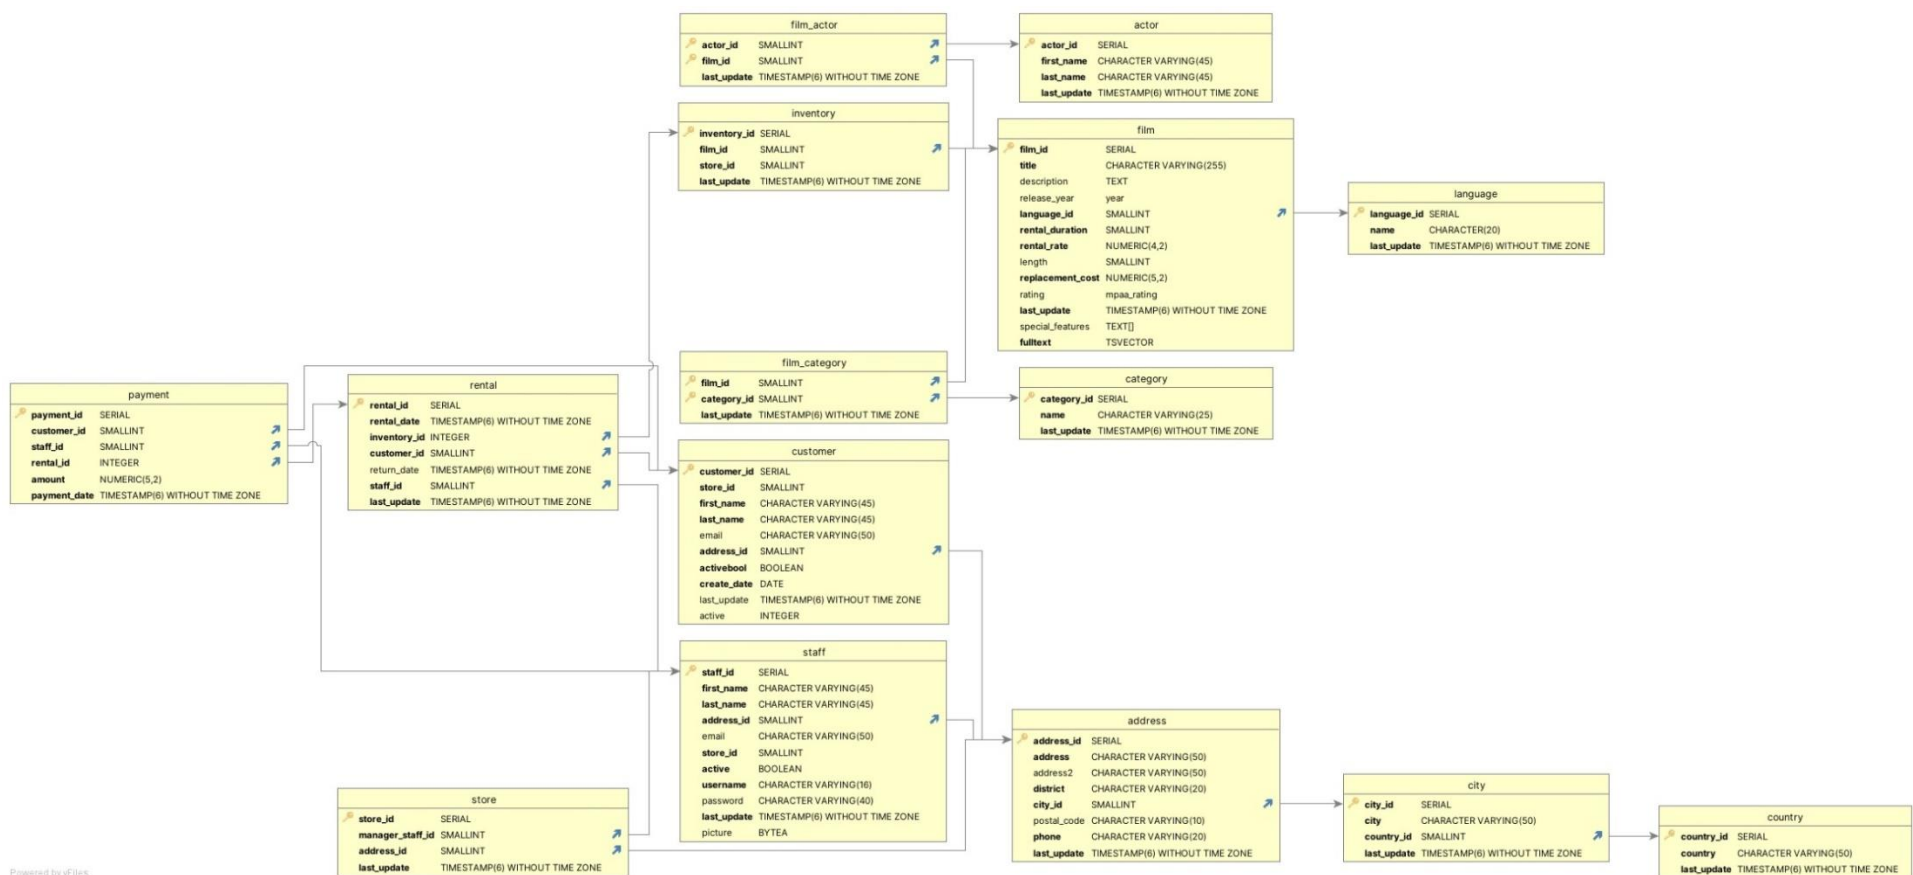 film_actor
actor_id SMALLINT
film_id SMALLINT
last_update TIMESTAMP(6) WITHOUT TIME ZONE
actor
actor_id SERIAL
first_name CHARACTER VARYING(45)
last_name CHARACTER VARYING(45)
last_update TIMESTAMP(6) WITHOUT TIME ZONE
inventory
inventory_id SERIAL
film_id SMALLINT
store_id SMALLINT
last_update TIMESTAMP(6) WITHOUT TIME ZONE
film
film_id SERIAL
title CHARACTER VARYING(255)
description TEXT
release_year year
language_id SMALLINT
rental_duration SMALLINT
rental_rate NUMERIC(4,2)
length SMALLINT
replacement_cost NUMERIC(5,2)
rating mpaa_rating
last_update TIMESTAMP(6) WITHOUT TIME ZONE
special_features TEXT[]
fulltext TSVECTOR
language
language_id SERIAL
name CHARACTER(20)
last_update TIMESTAMP(6) WITHOUT TIME ZONE
film_category
film_id SMALLINT
category_id SMALLINT
last_update TIMESTAMP(6) WITHOUT TIME ZONE
category
category_id SERIAL
name CHARACTER VARYING(25)
last_update TIMESTAMP(6) WITHOUT TIME ZONE
payment
payment_id SERIAL
customer_id SMALLINT
staff_id SMALLINT
rental_id INTEGER
amount NUMERIC(5,2)
payment_date TIMESTAMP(6) WITHOUT TIME ZONE
rental
rental_id SERIAL
rental_date TIMESTAMP(6) WITHOUT TIME ZONE
inventory_id INTEGER
customer_id SMALLINT
return_date TIMESTAMP(6) WITHOUT TIME ZONE
staff_id SMALLINT
last_update TIMESTAMP(6) WITHOUT TIME ZONE
customer
customer_id SERIAL
store_id SMALLINT
first_name CHARACTER VARYING(45)
last_name CHARACTER VARYING(45)
email CHARACTER VARYING(50)
address_id SMALLINT
activebool BOOLEAN
create_date DATE
last_update TIMESTAMP(6) WITHOUT TIME ZONE
active INTEGER
staff
staff_id SERIAL
first_name CHARACTER VARYING(45)
last_name CHARACTER VARYING(45)
address_id SMALLINT
email CHARACTER VARYING(50)
store_id SMALLINT
active BOOLEAN
username CHARACTER VARYING(16)
password CHARACTER VARYING(40)
last_update TIMESTAMP(6) WITHOUT TIME ZONE
picture BYTEA
store
store_id SERIAL
manager_staff_id SMALLINT
address_id SMALLINT
last_update TIMESTAMP(6) WITHOUT TIME ZONE
address
address_id SERIAL
address CHARACTER VARYING(50)
address2 CHARACTER VARYING(50)
district CHARACTER VARYING(20)
city_id SMALLINT
postal_code CHARACTER VARYING(10)
phone CHARACTER VARYING(20)
last_update TIMESTAMP(6) WITHOUT TIME ZONE
city
city_id SERIAL
city CHARACTER VARYING(50)
country_id SMALLINT
last_update TIMESTAMP(6) WITHOUT TIME ZONE
country
country_id SERIAL
country CHARACTER VARYING(50)
last_update TIMESTAMP(6) WITHOUT TIME ZONE
Powered by yFiles